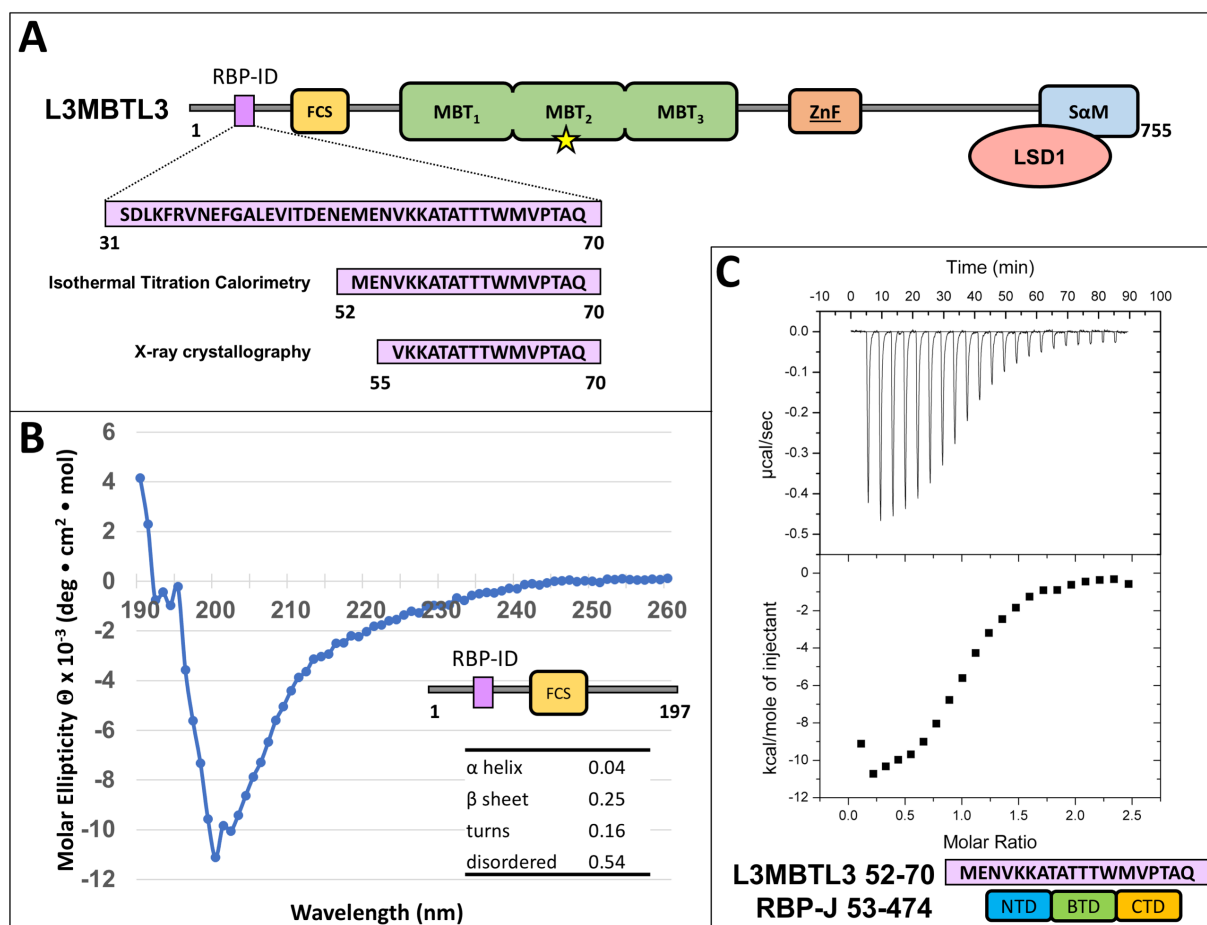 A
RBP-ID
L3MBTL3
FCS
MBT1
MBT2
MBT3
ZnF
SαM
1
755
LSD1
SDLKFRVNEFGALEVITDENEMENVKKATATTTWMVPTAQ
31
70
Isothermal Titration Calorimetry
MENVKKATATTTWMVPTAQ
52
70
X-ray crystallography
VKKATATTTWMVPTAQ
55
70
B
6
4
2
0
-2
-4
-6
-8
-10
-12
190 200 210 220 230 240 250 260
Molar Ellipticity Θ x 10-3 (deg • cm2 • mol)
Wavelength (nm)
RBP-ID
FCS
1
197
α helix 0.04
β sheet 0.25
turns 0.16
disordered 0.54
C
Time (min)
-10 0 10 20 30 40 50 60 70 80 90 100
0.0
-0.1
-0.2
-0.3
-0.4
-0.5
µcal/sec
0
-2
-4
-6
-8
-10
-12
kcal/mole of injectant
0.0 0.5 1.0 1.5 2.0 2.5
Molar Ratio
L3MBTL3 52-70 MENVKKATATTTWMVPTAQ
RBP-J 53-474 NTD BTD CTD